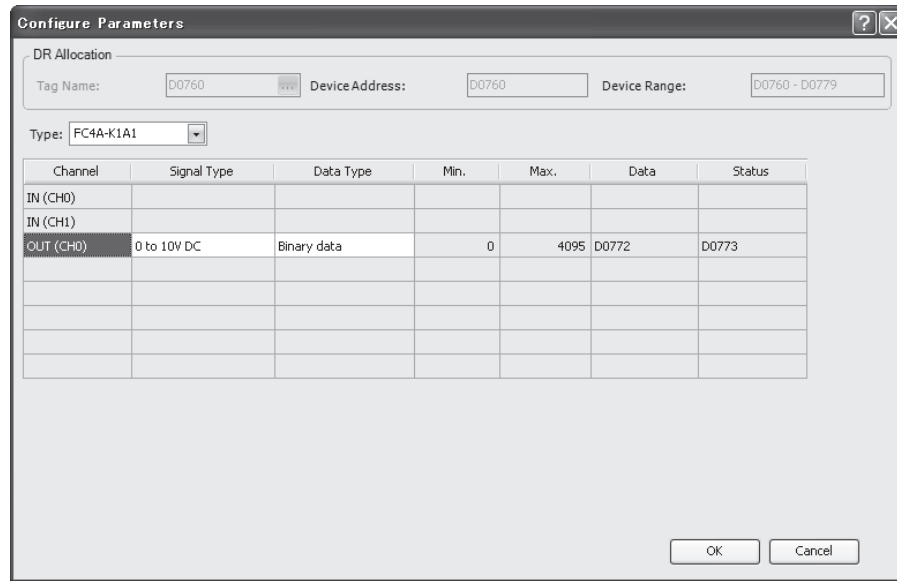 Configure Parameters
DR Allocation
Tag Name: D0760 ... Device Address: D0760 Device Range: D0760 - D0779
Type: FC4A-K1A1
Channel Signal Type Data Type Min. Max. Data Status
IN (CH0)
IN (CH1)
OUT (CH0) 0 to 10V DC Binary data 0 4095 D0772 D0773
OK Cancel